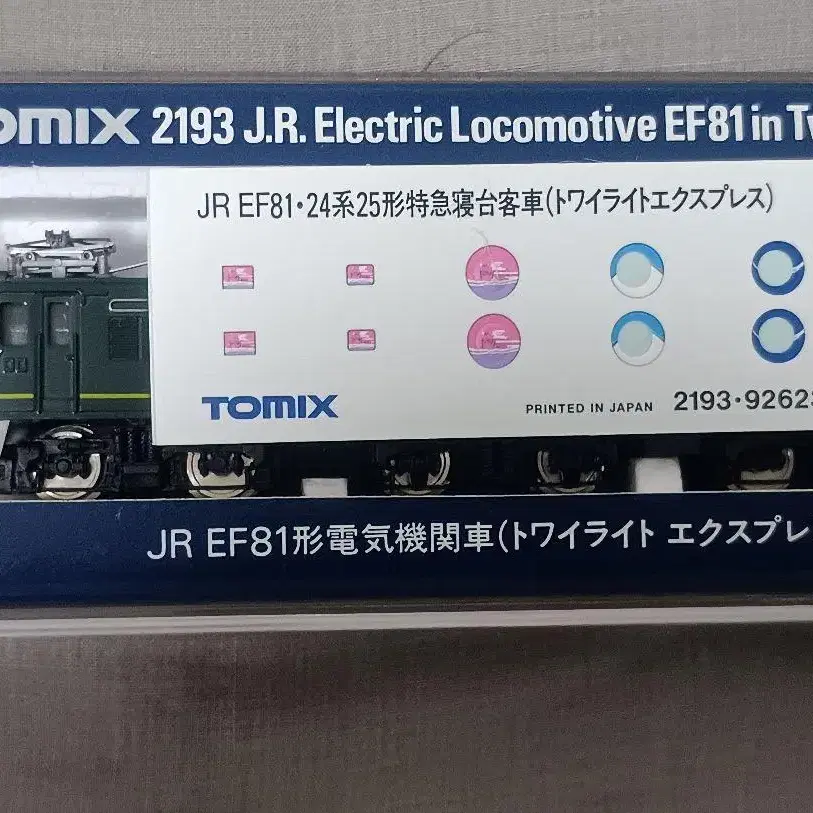 TOMIX 2193 J.R. Electric Locomotive EF81 in Tw
JR EF81・24系25形特急寝台客車(トワイライトエクスプレス)
TOMIX
PRINTED IN JAPAN
2193・92623
JR EF81形電気機関車(トワイライト エクスプレ